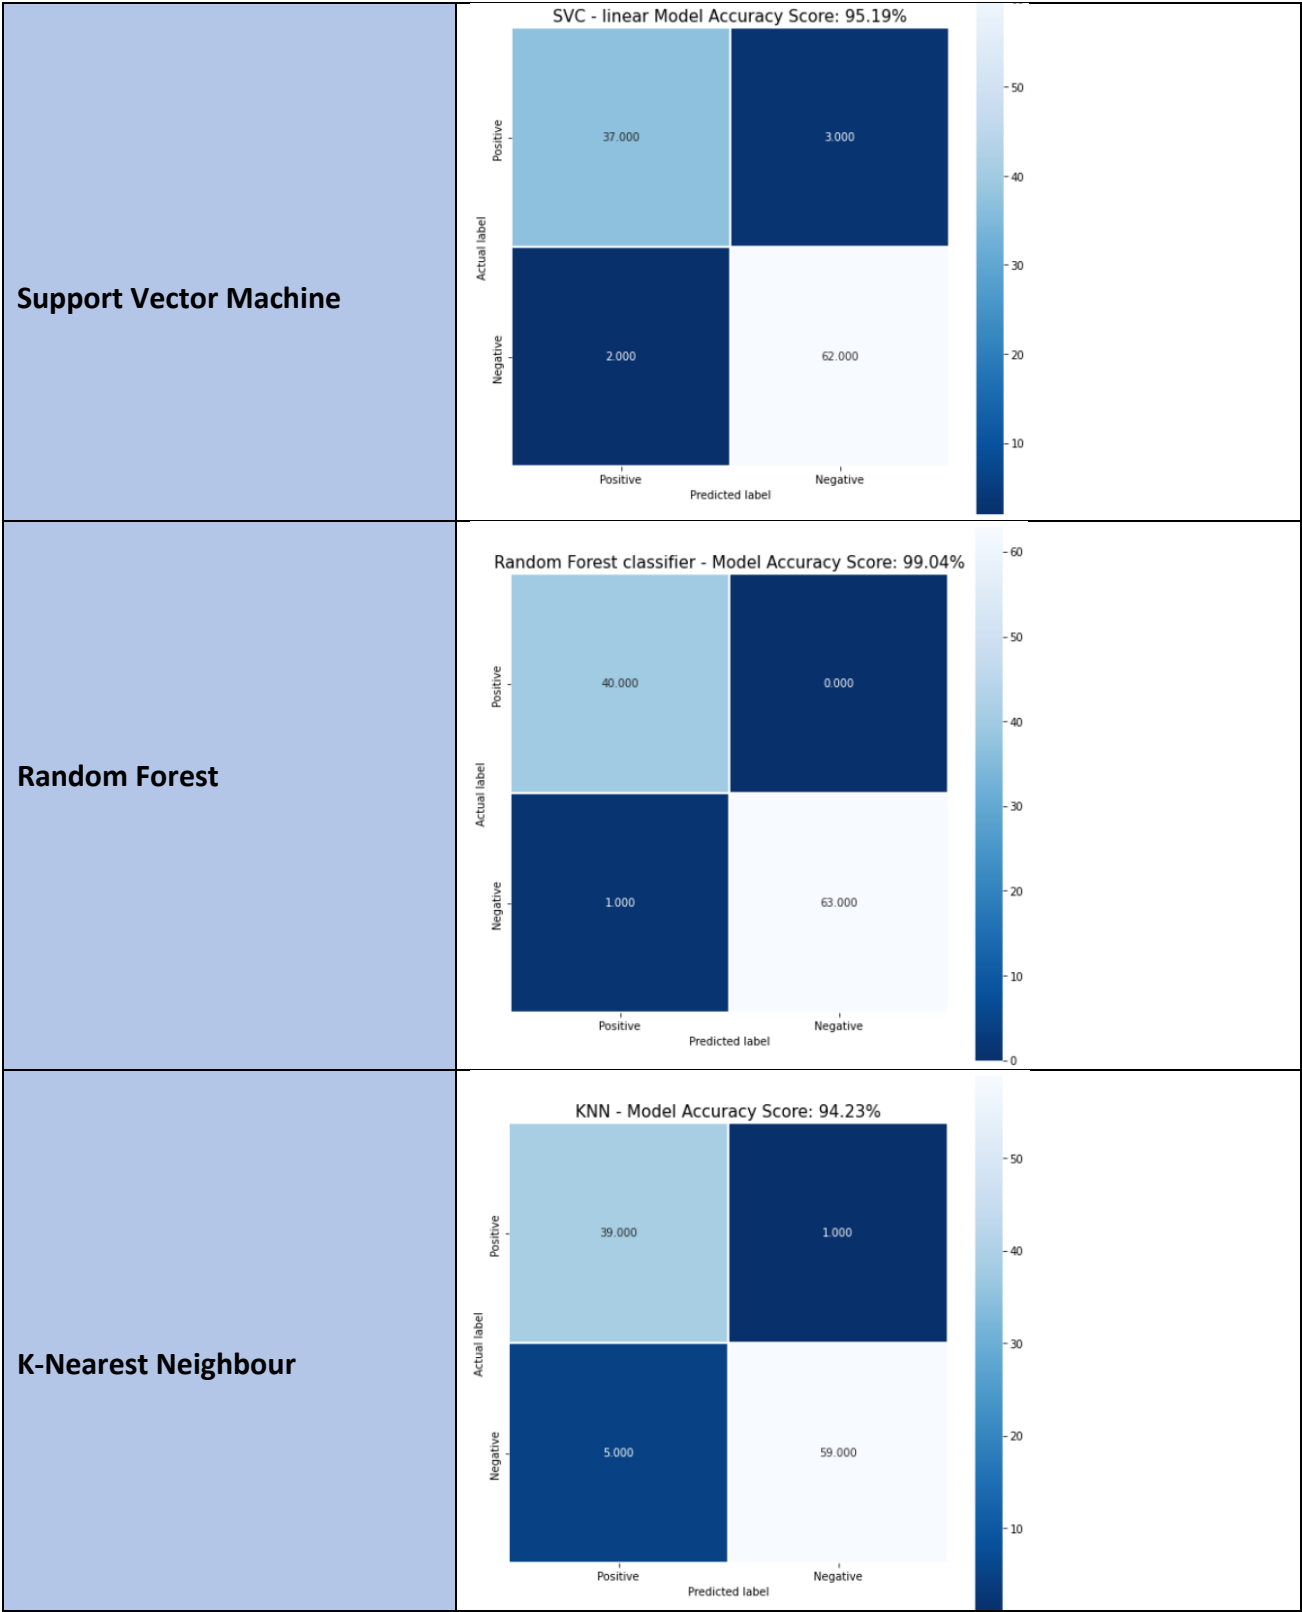 Support Vector Machine
SVC - linear Model Accuracy Score: 95.19%
Actual label
Positive
Negative
37.000
3.000
2.000
62.000
Positive
Negative
Predicted label
50
40
30
20
10
Random Forest
Random Forest classifier - Model Accuracy Score: 99.04%
Actual label
Positive
Negative
40.000
0.000
1.000
63.000
Positive
Negative
Predicted label
60
50
40
30
20
10
0
K-Nearest Neighbour
KNN - Model Accuracy Score: 94.23%
Actual label
Positive
Negative
39.000
1.000
5.000
59.000
Positive
Negative
Predicted label
50
40
30
20
10